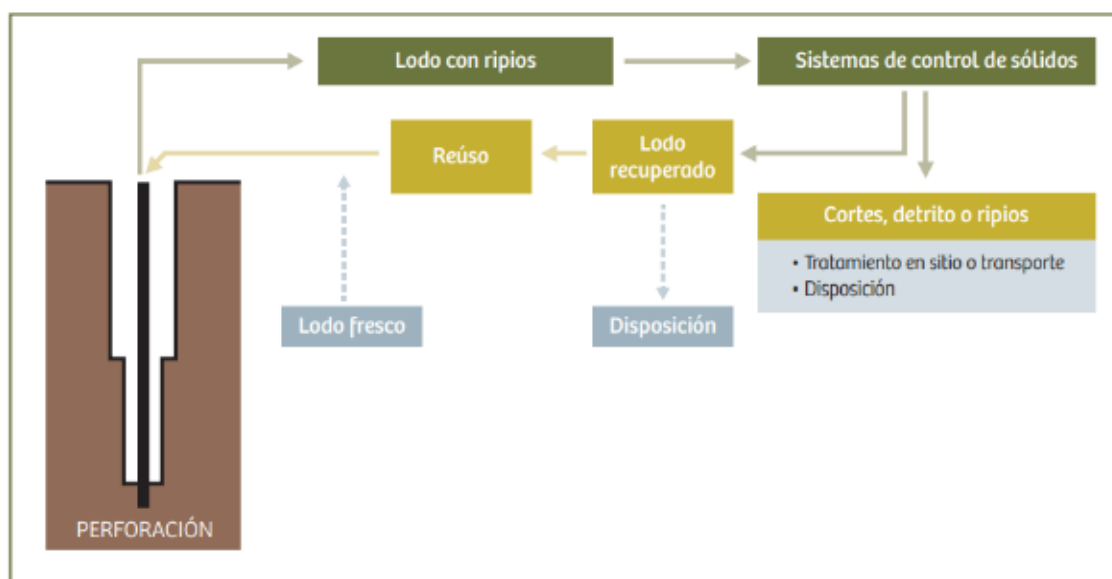 Lodo con ripios
Sistemas de control de sólidos
Reúso
Lodo
recuperado
Cortes, detrito o ripios
• Tratamiento en sitio o transporte
• Disposición
Lodo fresco
Disposición
PERFORACIÓN